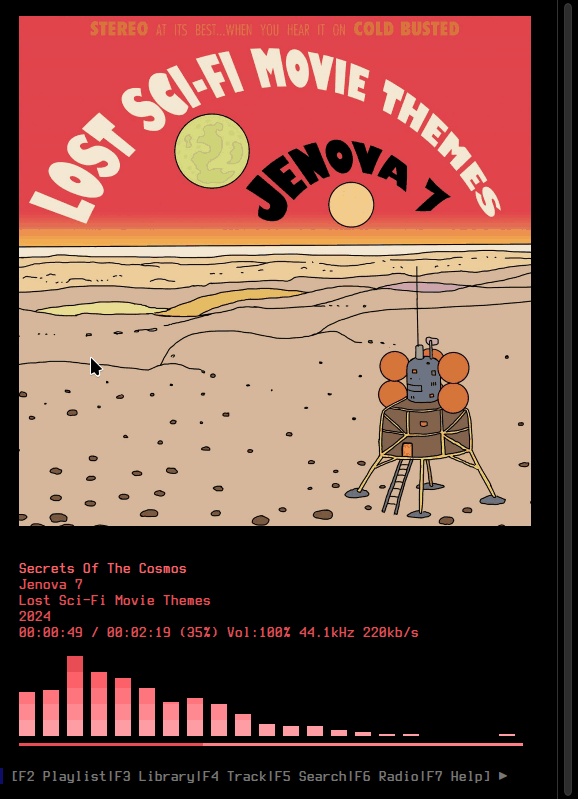 STEREO AT ITS BEST...WHEN YOU HEAR IT ON COLD BUSTED
LOST SCI-FI MOVIE THEMES
JENOVA 7
Secrets Of The Cosmos
Jenova 7
Lost Sci-Fi Movie Themes
2024
00:00:49 / 00:02:19 (35%) Vol:100% 44.1kHz 220kb/s
[F2 Playlist|F3 Library|F4 Track|F5 Search|F6 Radio|F7 Help]